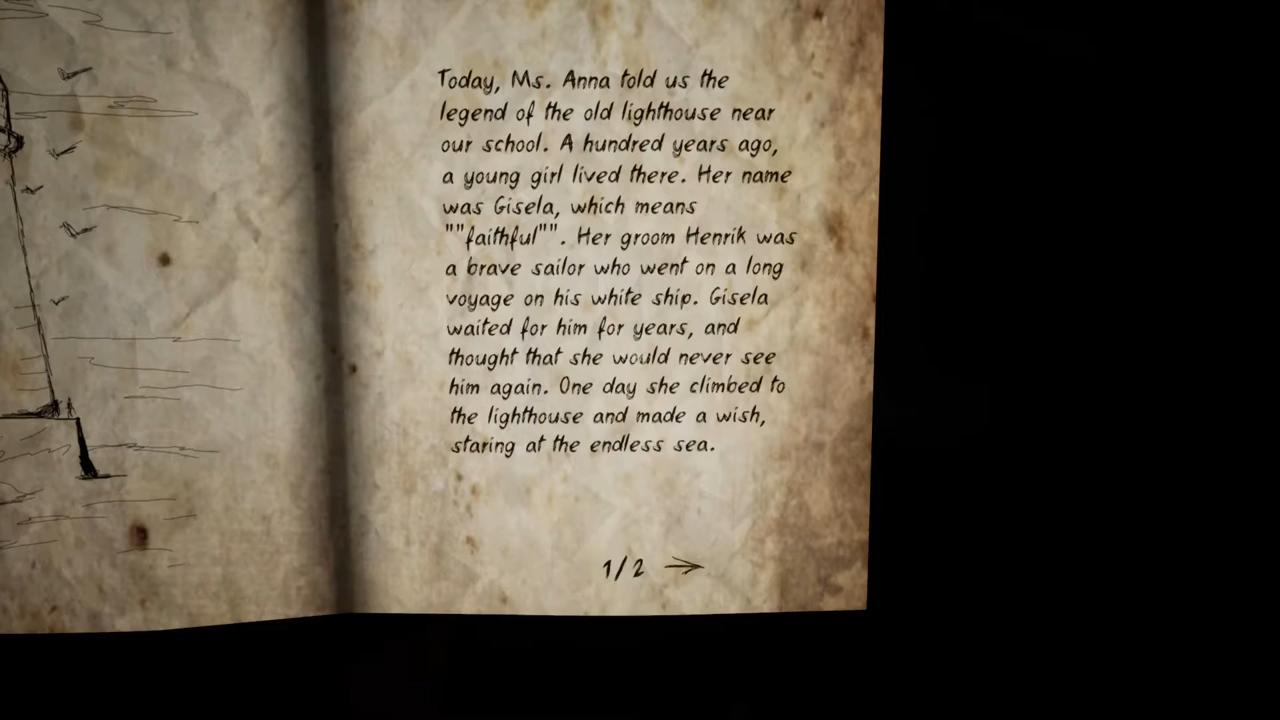 Today, Ms. Anna told us the
legend of the old lighthouse near
our school. A hundred years ago,
a young girl lived there. Her name
was Gisela, which means
""faithful"". Her groom Henrik was
a brave sailor who went on a long
voyage on his white ship. Gisela
waited for him for years, and
thought that she would never see
him again. One day she climbed to
the lighthouse and made a wish,
staring at the endless sea.
1/2 →